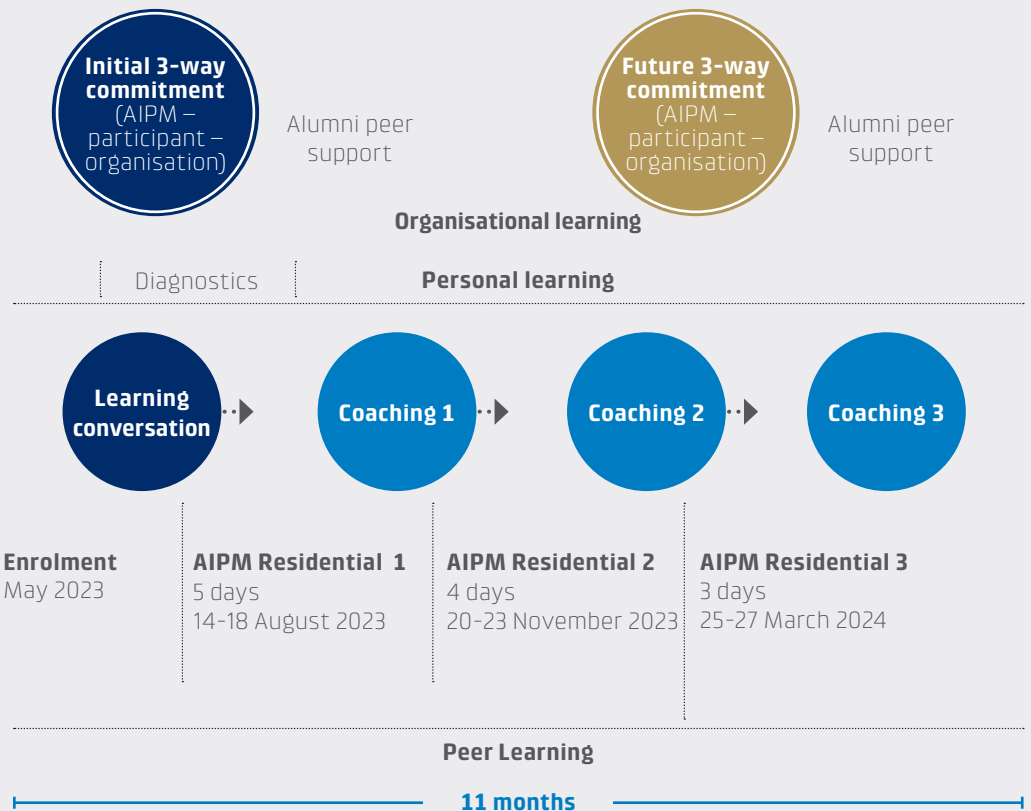 Initial 3-way
commitment
(AIPM –
participant –
organisation)
Alumni peer
support
Future 3-way
commitment
(AIPM –
participant –
organisation)
Alumni peer
support
Organisational learning
Diagnostics
Personal learning
Learning
conversation
Coaching 1
Coaching 2
Coaching 3
Enrolment
May 2023
AIPM Residential 1
5 days
14-18 August 2023
AIPM Residential 2
4 days
20-23 November 2023
AIPM Residential 3
3 days
25-27 March 2024
Peer Learning
11 months